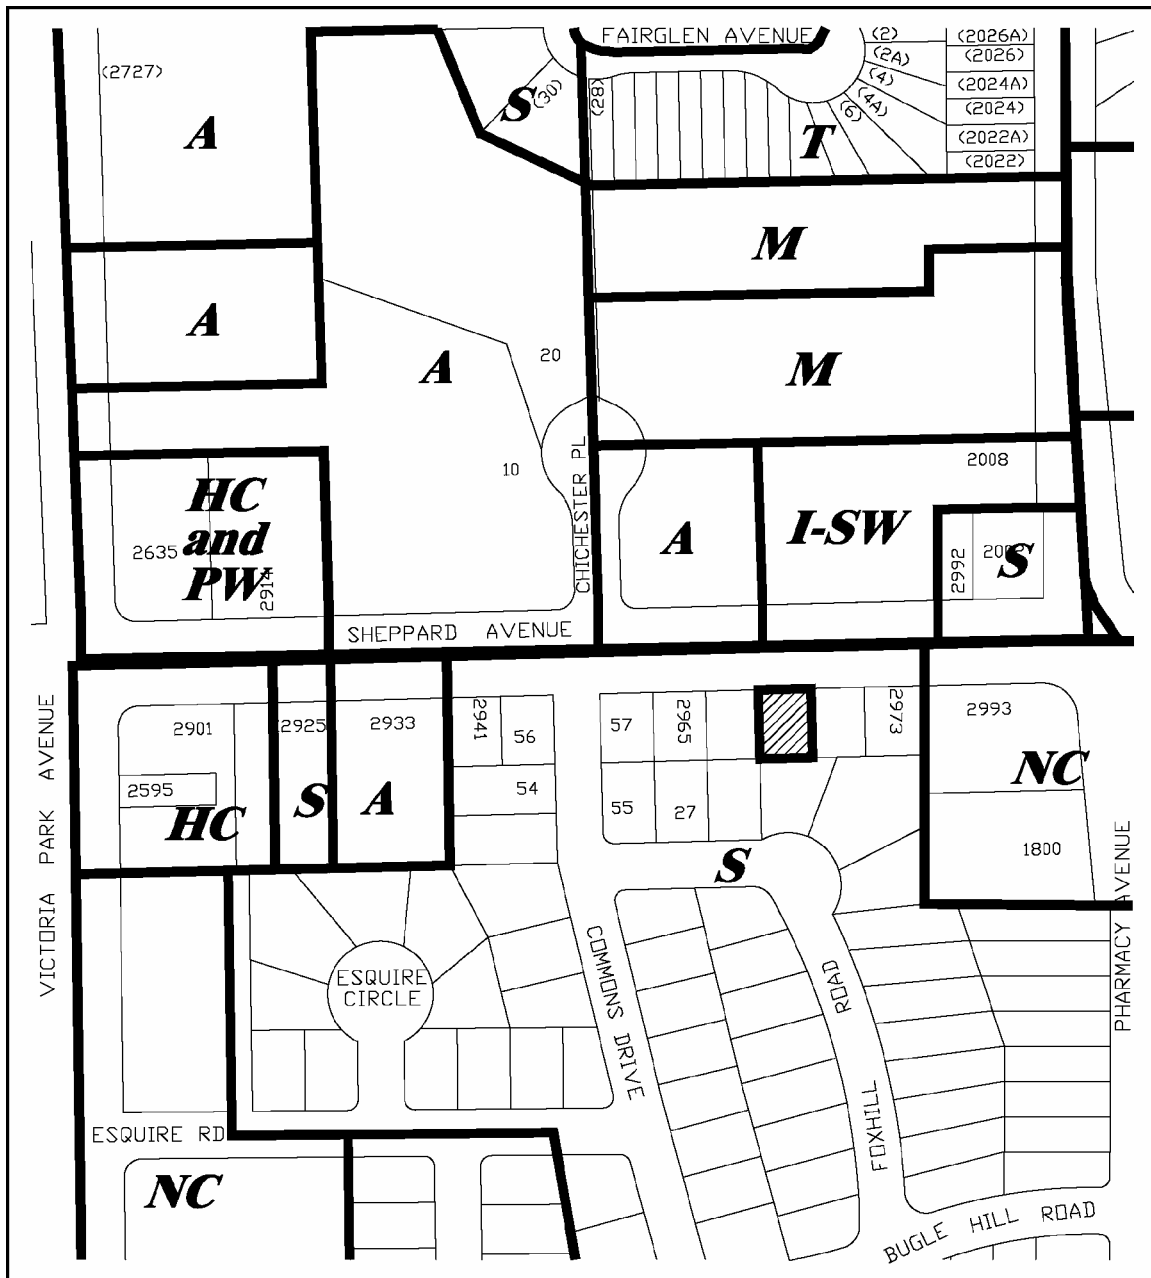 FAIRGLEN AVENUE
(2)
(2026A)
(2727)
(2A)
(2026)
(4)
(2024A)
S
(30)
(28)
(4A)
(2024)
(6)
A
T
(2022A)
(2022)
M
A
20
A
M
10
CHICHESTER PL
2008
HC
and
PW
2635
2914
A
I-SW
2992
S
SHEPPARD AVENUE
VICTORIA PARK AVENUE
2901
2925
2933
2941
56
57
2965
2973
2993
2595
HC
S
A
54
55
27
NC
1800
S
PHARMACY AVENUE
ESQUIRE
CIRCLE
COMMONS DRIVE
FOXHILL ROAD
ESQUIRE RD
NC
BUGLE HILL ROAD